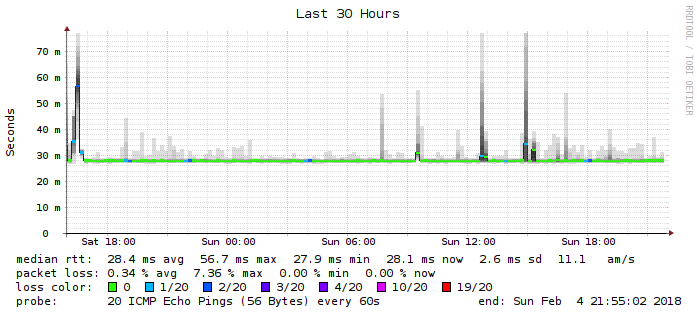 Last 30 Hours
RRDTOOL / TOBI OETIKER
Seconds
70 m
60 m
50 m
40 m
30 m
20 m
10 m
0
Sat 18:00 Sun 00:00 Sun 06:00 Sun 12:00 Sun 18:00
median rtt: 28.4 ms avg 56.7 ms max 27.9 ms min 28.1 ms now 2.6 ms sd 11.1 am/s
packet loss: 0.34 % avg 7.36 % max 0.00 % min 0.00 % now
loss color: 0 1/20 2/20 3/20 4/20 10/20 19/20
probe: 20 ICMP Echo Pings (56 Bytes) every 60s end: Sun Feb 4 21:55:02 2018